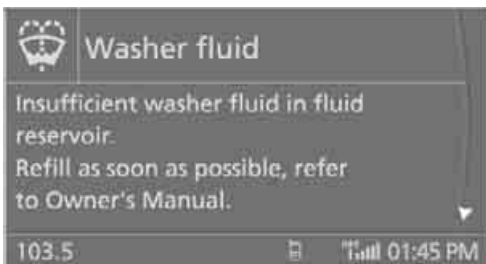 Washer fluid
Insufficient washer fluid in fluid
reservoir.
Refill as soon as possible, refer
to Owner's Manual.
103.5 01:45 PM